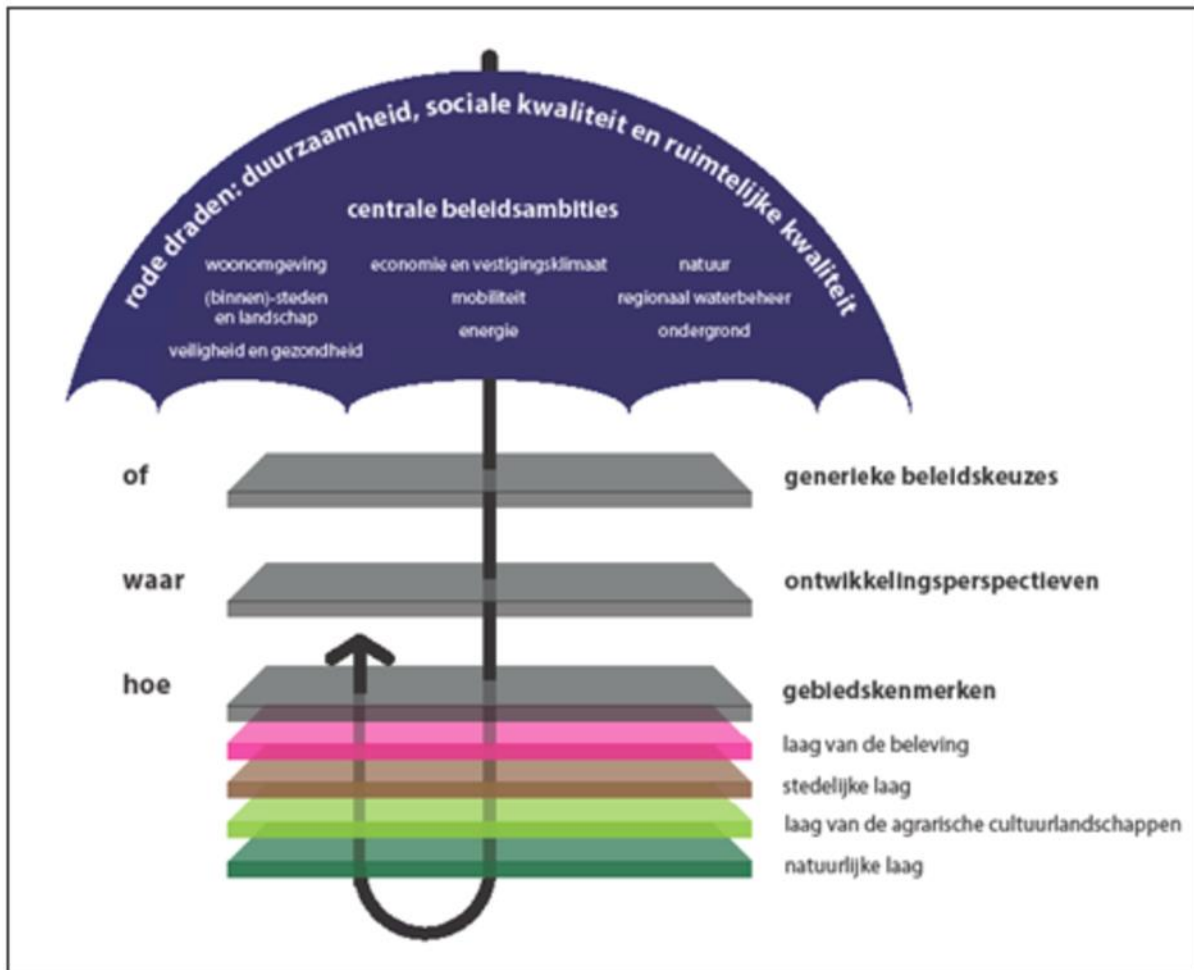 rode draden: duurzaamheid, sociale kwaliteit en ruimtelijke kwaliteit
centrale beleidsambities
woonomgeving
(binnen)-steden
en landschap
veiligheid en gezondheid
economie en vestigingsklimaat
mobiliteit
energie
natuur
regionaal waterbeheer
ondergrond
of
generieke beleidskeuzes
waar
ontwikkelingsperspectieven
hoe
gebiedskenmerken
laag van de beleving
stedelijke laag
laag van de agrarische cultuurlandschappen
natuurlijke laag